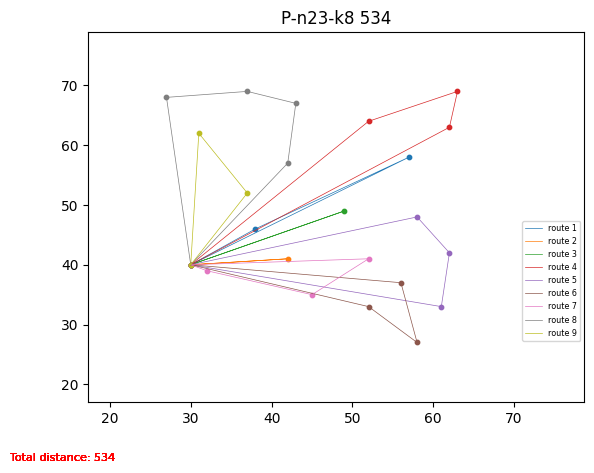 P-n23-k8 534
70
60
50
40
30
20
20 30 40 50 60 70
route 1
route 2
route 3
route 4
route 5
route 6
route 7
route 8
route 9
Total distance: 534